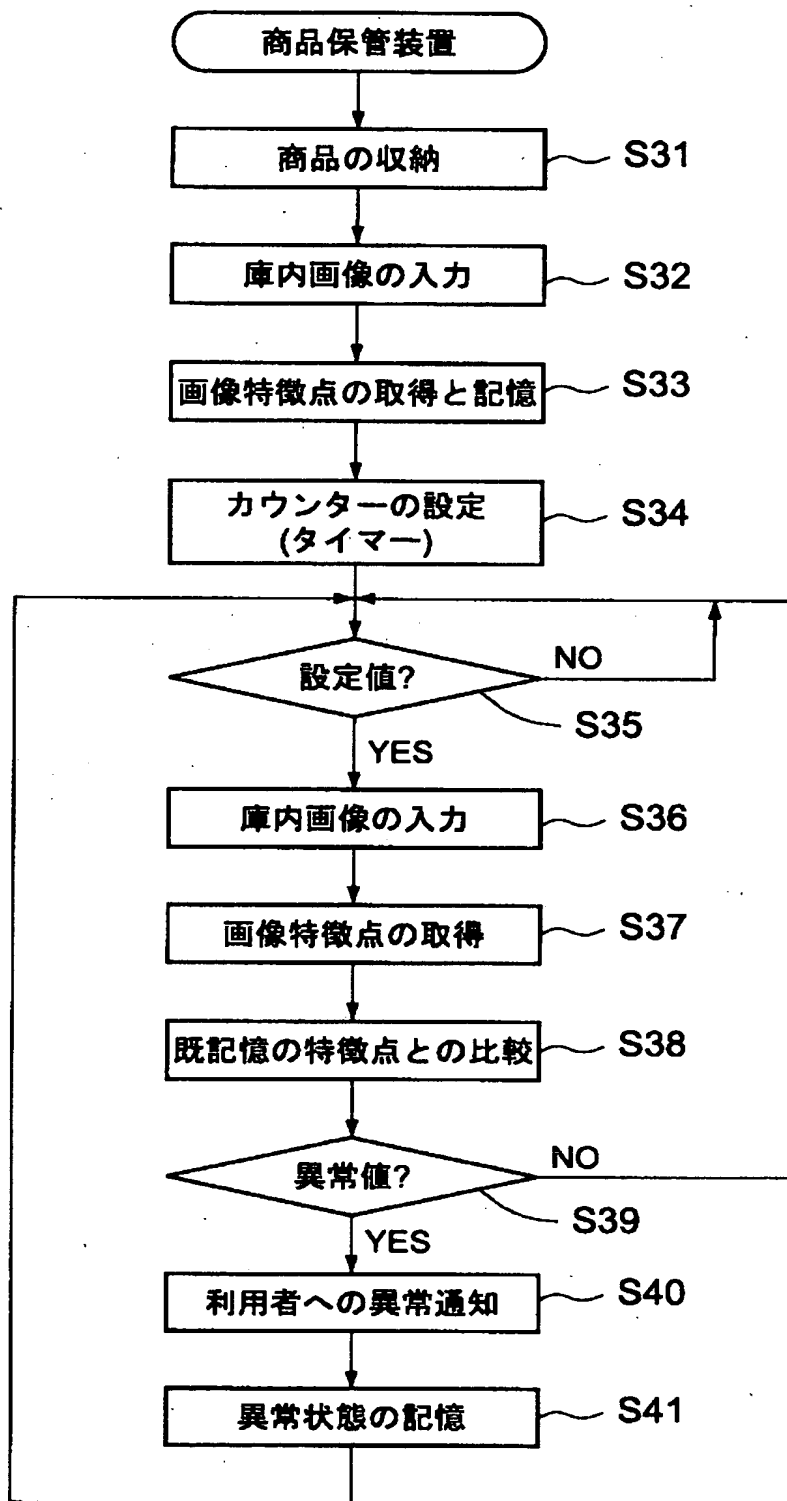 商品保管装置
商品の収納
S31
庫内画像の入力
S32
画像特徴点の取得と記憶
S33
カウンターの設定
(タイマー)
S34
設定値?
NO
S35
YES
庫内画像の入力
S36
画像特徴点の取得
S37
既記憶の特徴点との比較
S38
異常値?
NO
S39
YES
利用者への異常通知
S40
異常状態の記憶
S41